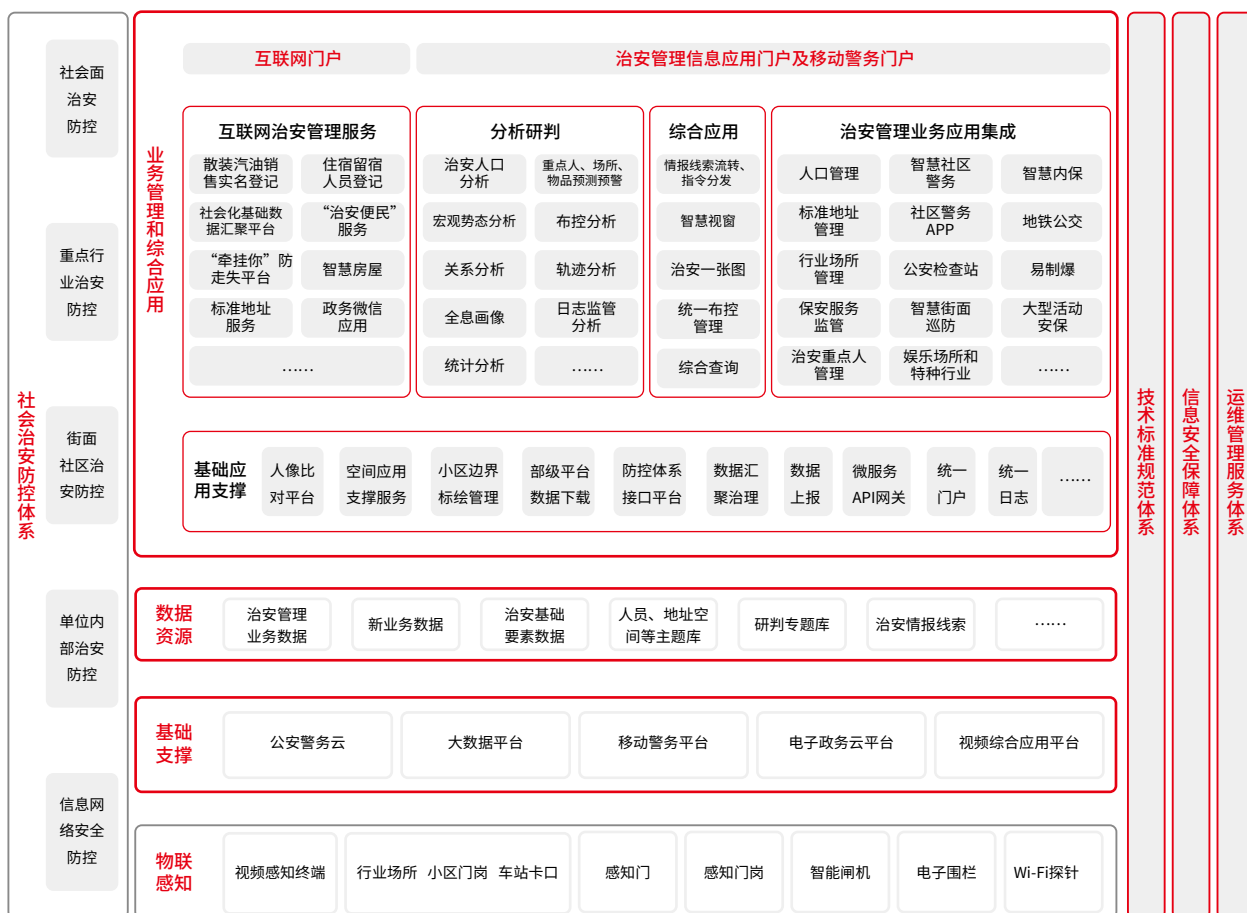 社会治安防控体系
社会面
治安
防控
重点行
业治安
防控
街面
社区治
安防控
单位内
部治安
防控
信息网
络安全
防控
业务管理和综合应用
互联网门户
治安管理信息应用门户及移动警务门户
互联网治安管理服务
散装汽油销
售实名登记
住宿留宿
人员登记
社会化基础数
据汇聚平台
“治安便民”
服务
“牵挂你”防
走失平台
智慧房屋
标准地址
服务
政务微信
应用
……
分析研判
治安人口
分析
重点人、场所、
物品预测预警
宏观势态分析
布控分析
关系分析
轨迹分析
全息画像
日志监管
分析
统计分析
……
综合应用
情报线索流转、
指令分发
智慧视窗
治安一张图
统一布控
管理
综合查询
治安管理业务应用集成
人口管理
智慧社区
警务
智慧内保
标准地址
管理
社区警务
APP
地铁公交
行业场所
管理
公安检查站
易制爆
保安服务
监管
智慧街面
巡防
大型活动
安保
治安重点人
管理
娱乐场所和
特种行业
……
基础应
用支撑
人像比
对平台
空间应用
支撑服务
小区边界
标绘管理
部级平台
数据下载
防控体系
接口平台
数据汇
聚治理
数据
上报
微服务
API网关
统一
门户
统一
日志
……
数据
资源
治安管理
业务数据
新业务数据
治安基础
要素数据
人员、地址空
间等主题库
研判专题库
治安情报线索
……
基础
支撑
公安警务云
大数据平台
移动警务平台
电子政务云平台
视频综合应用平台
物联
感知
视频感知终端
行业场所 小区门岗 车站卡口
感知门
感知门岗
智能闸机
电子围栏
Wi-Fi探针
技术标准规范体系
信息安全保障体系
运维管理服务体系